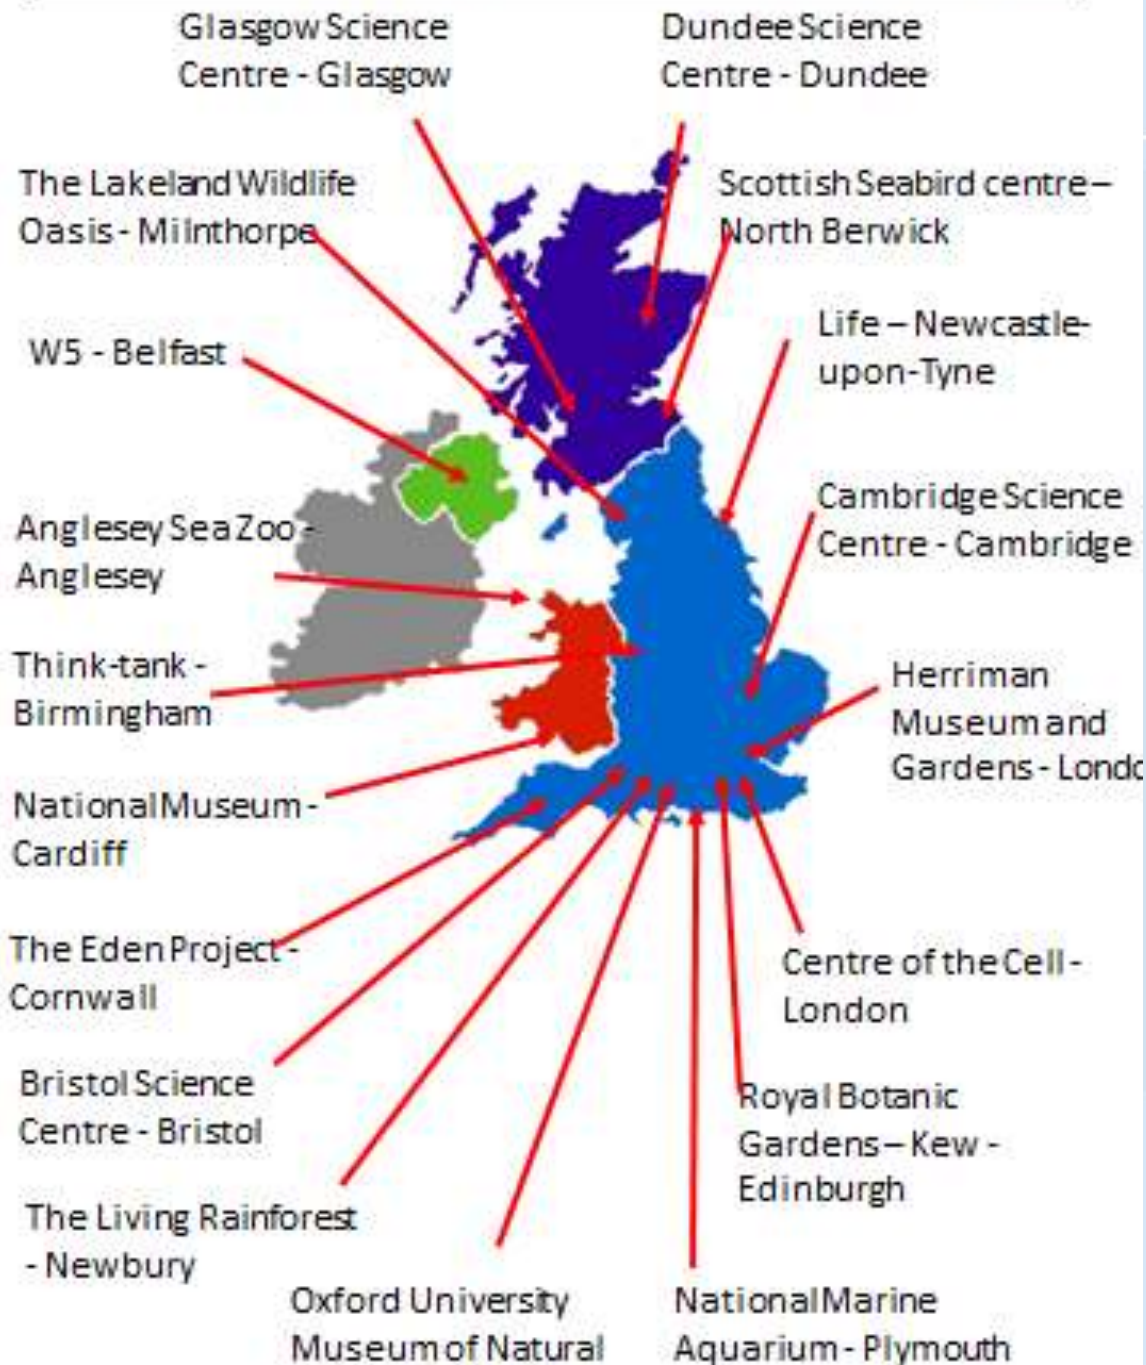 Glasgow Science
Centre - Glasgow
Dundee Science
Centre - Dundee
The Lakeland Wildlife
Oasis - Milnthorpe
Scottish Seabird centre –
North Berwick
W5 - Belfast
Life – Newcastle-
upon-Tyne
Anglesey Sea Zoo -
Anglesey
Cambridge Science
Centre - Cambridge
Think-tank -
Birmingham
Herriman
Museum and
Gardens - Londo
National Museum -
Cardiff
The Eden Project -
Cornwall
Centre of the Cell -
London
Bristol Science
Centre - Bristol
Royal Botanic
Gardens – Kew -
Edinburgh
The Living Rainforest
- Newbury
Oxford University
Museum of Natural
National Marine
Aquarium - Plymouth